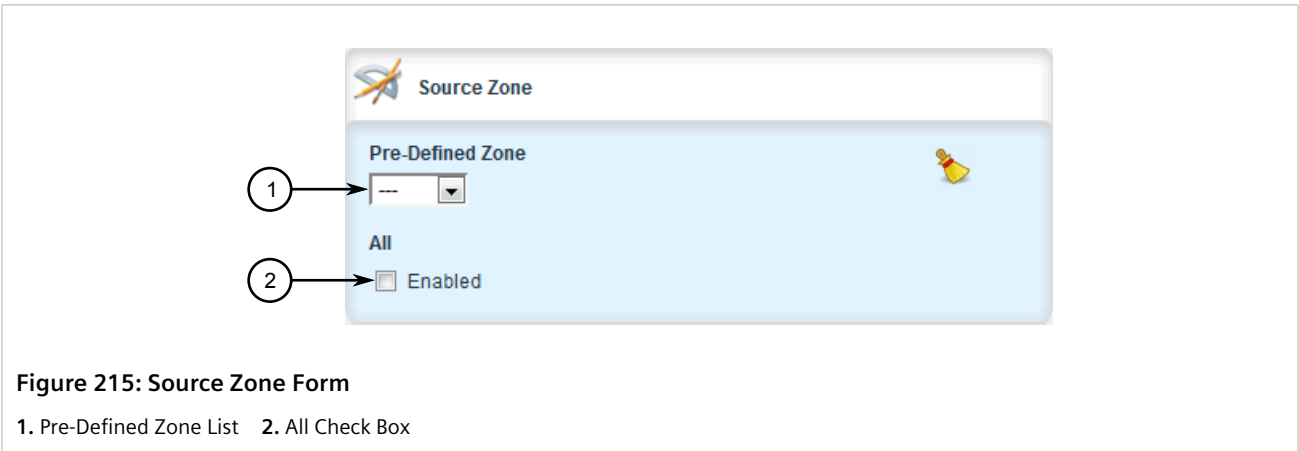 Source Zone
Pre-Defined Zone
1
---
All
2
Enabled
Figure 215: Source Zone Form
1. Pre-Defined Zone List 2. All Check Box